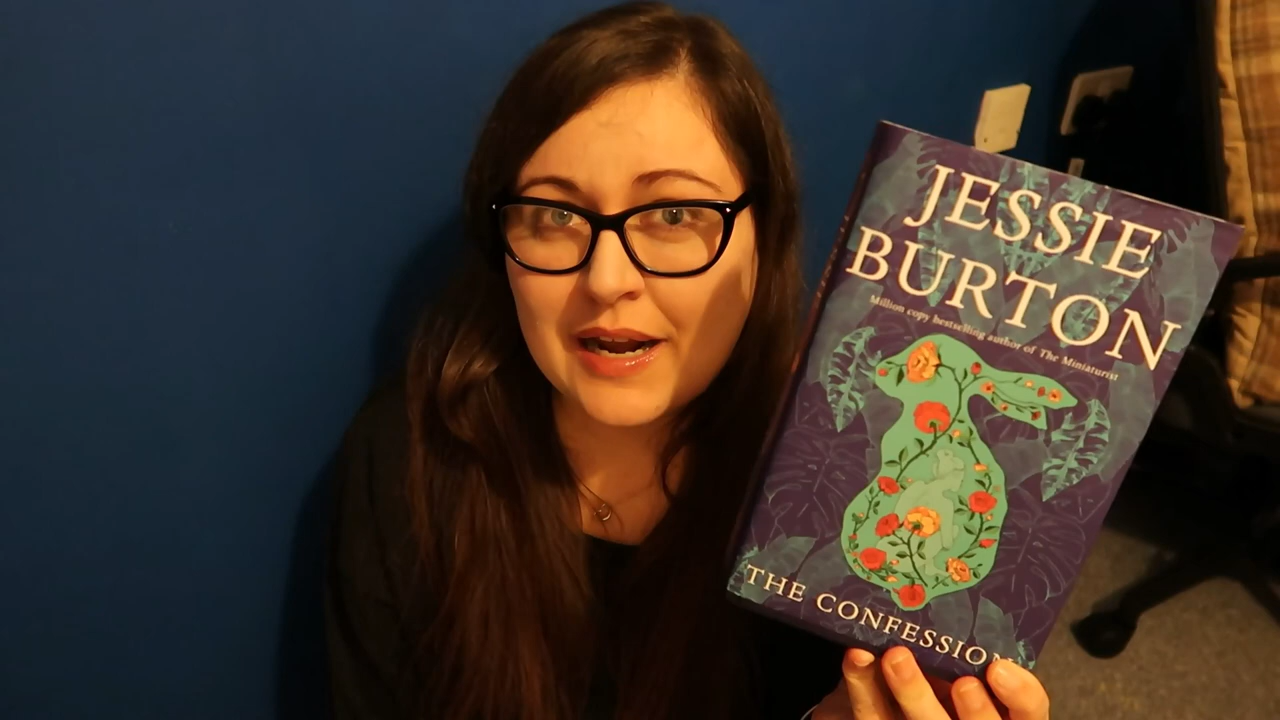 JESSIE
BURTON
Million copy bestselling author of The Miniaturist
THE CONFESSION